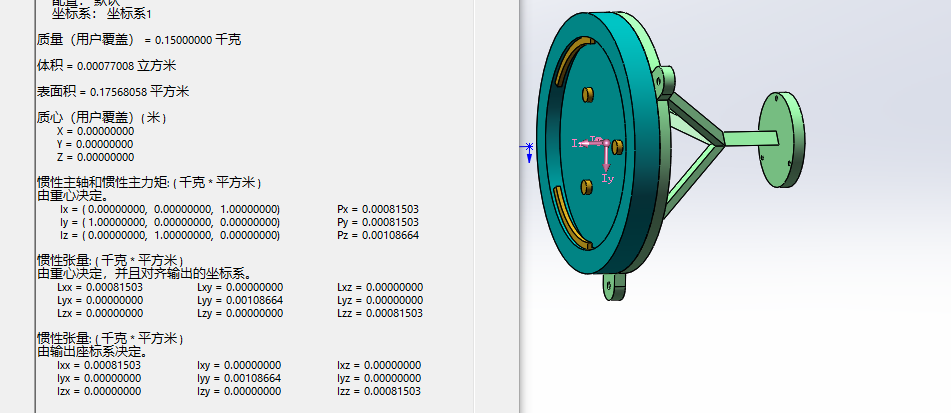 配置： 默认
坐标系： 坐标系1
质量（用户覆盖） = 0.15000000 千克
体积 = 0.00077008 立方米
表面积 = 0.17568058 平方米
质心（用户覆盖）( 米 )
X = 0.00000000
Y = 0.00000000
Z = 0.00000000
惯性主轴和惯性主力矩: ( 千克 * 平方米 )
由重心决定。
Ix = ( 0.00000000, 0.00000000, 1.00000000) Px = 0.00081503
Iy = ( 1.00000000, 0.00000000, 0.00000000) Py = 0.00081503
Iz = ( 0.00000000, 1.00000000, 0.00000000) Pz = 0.00108664
惯性张量: ( 千克 * 平方米 )
由重心决定，并且对齐输出的坐标系。
Lxx = 0.00081503 Lxy = 0.00000000 Lxz = 0.00000000
Lyx = 0.00000000 Lyy = 0.00108664 Lyz = 0.00000000
Lzx = 0.00000000 Lzy = 0.00000000 Lzz = 0.00081503
惯性张量: ( 千克 * 平方米 )
由输出座标系决定。
Ixx = 0.00081503 Ixy = 0.00000000 Ixz = 0.00000000
Iyx = 0.00000000 Iyy = 0.00108664 Iyz = 0.00000000
Izx = 0.00000000 Izy = 0.00000000 Izz = 0.00081503
Iy